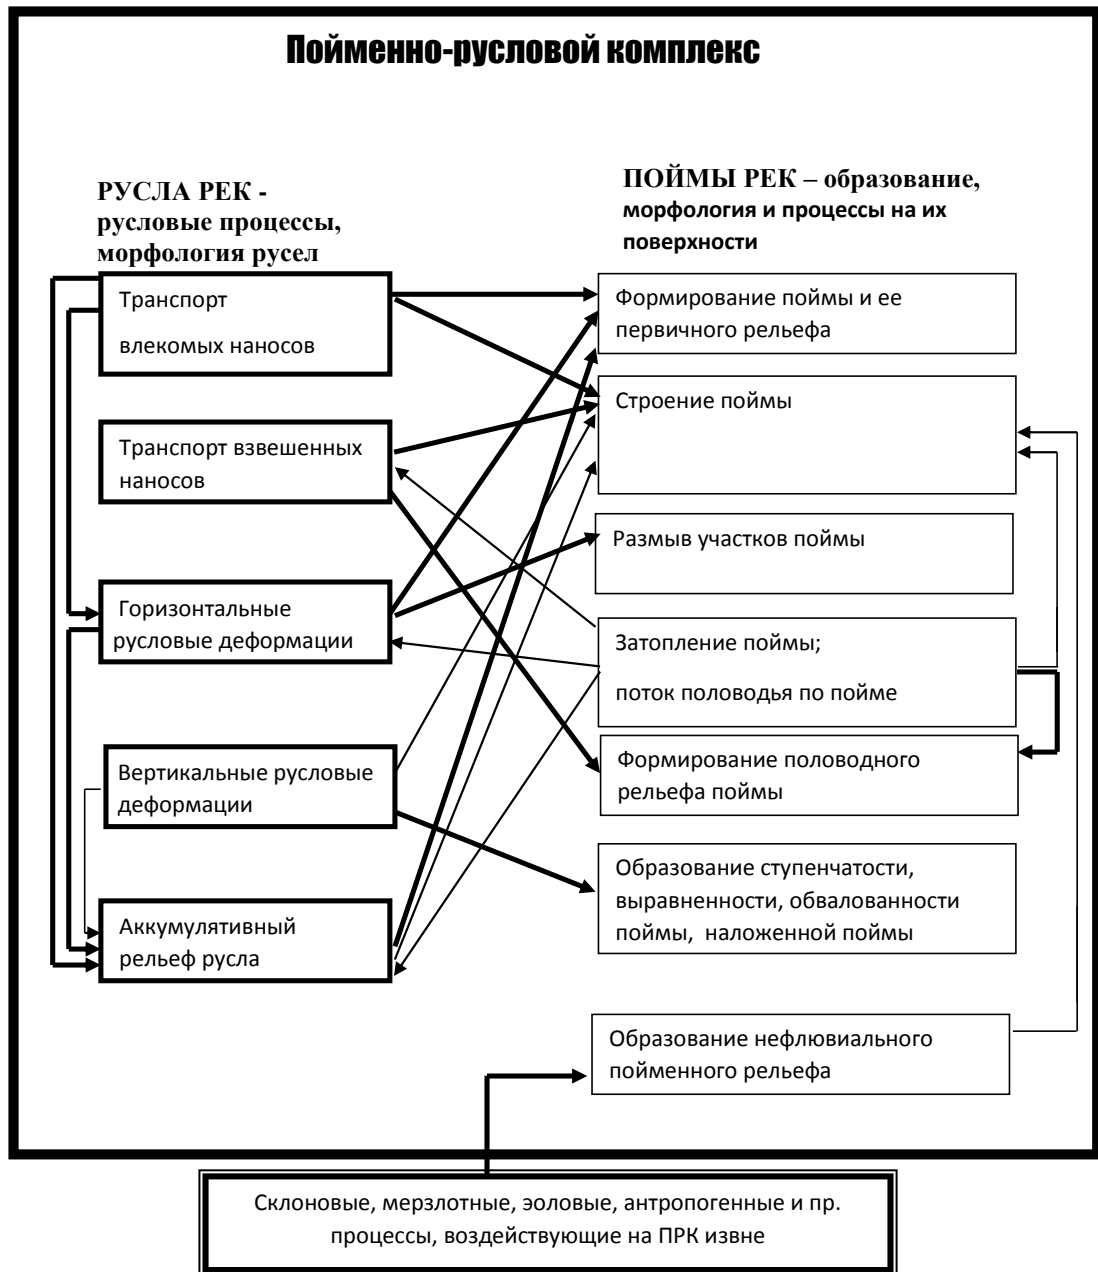 Пойменно-русловой комплекс
РУСЛА РЕК -
русловые процессы,
морфология русел
Транспорт
влекомых наносов
Транспорт взвешенных
наносов
Горизонтальные
русловые деформации
Вертикальные русловые
деформации
Аккумулятивный
рельеф русла
ПОЙМЫ РЕК – образование,
морфология и процессы на их
поверхности
Формирование поймы и ее
первичного рельефа
Строение поймы
Размыв участков поймы
Затопление поймы;
поток половодья по пойме
Формирование половодного
рельефа поймы
Образование ступенчатости,
выравненности, обвалованности
поймы, наложенной поймы
Образование нефлювиального
пойменного рельефа
Склоновые, мерзлотные, эоловые, антропогенные и пр.
процессы, воздействующие на ПРК извне